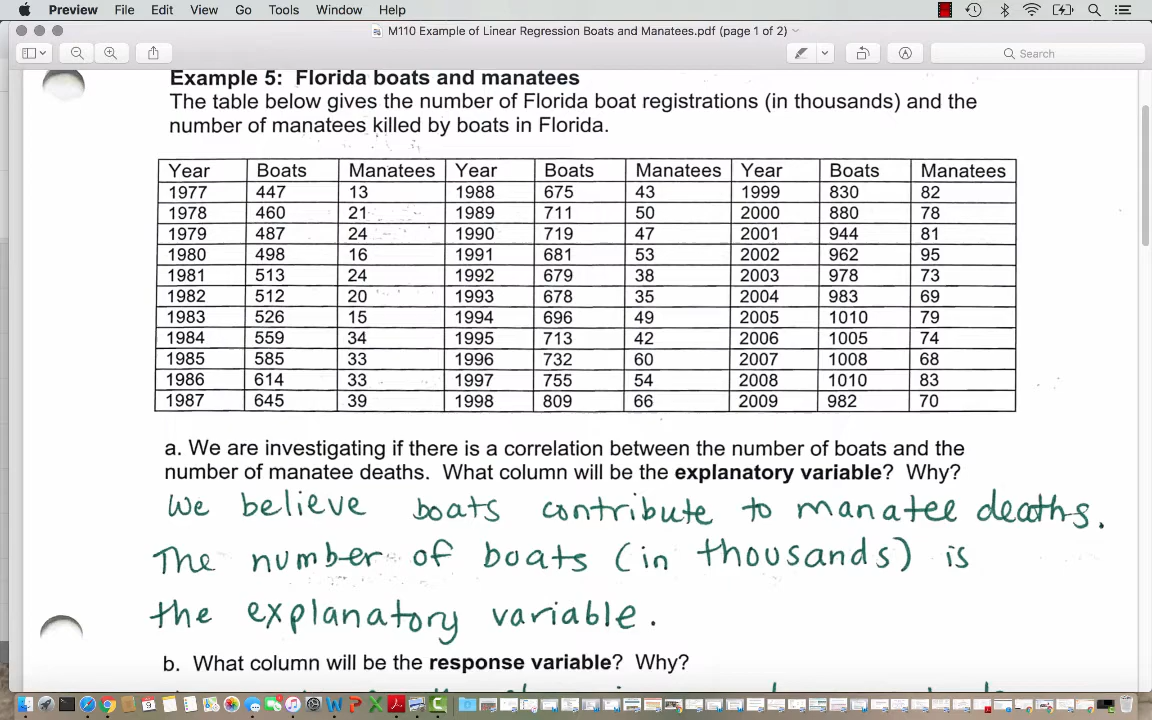 Preview File Edit View Go Tools Window Help
M110 Example of Linear Regression Boats and Manatees.pdf (page 1 of 2)
Search
Example 5: Florida boats and manatees
The table below gives the number of Florida boat registrations (in thousands) and the
number of manatees killed by boats in Florida.
Year Boats Manatees Year Boats Manatees Year Boats Manatees
1977 447 13 1988 675 43 1999 830 82
1978 460 21 1989 711 50 2000 880 78
1979 487 24 1990 719 47 2001 944 81
1980 498 16 1991 681 53 2002 962 95
1981 513 24 1992 679 38 2003 978 73
1982 512 20 1993 678 35 2004 983 69
1983 526 15 1994 696 49 2005 1010 79
1984 559 34 1995 713 42 2006 1005 74
1985 585 33 1996 732 60 2007 1008 68
1986 614 33 1997 755 54 2008 1010 83
1987 645 39 1998 809 66 2009 982 70
a. We are investigating if there is a correlation between the number of boats and the
number of manatee deaths. What column will be the explanatory variable? Why?
We believe boats contribute to manatee deaths.
The number of boats (in thousands) is
the explanatory variable.
b. What column will be the response variable? Why?